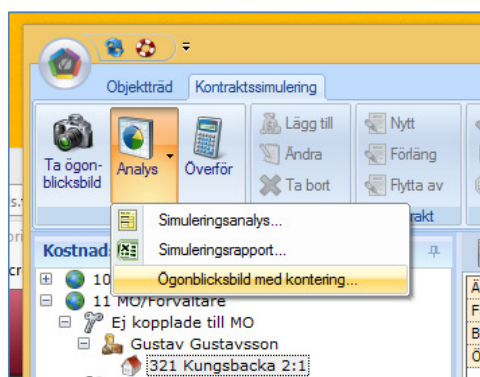 Objektträd Kontraktssimulering
Ta ögon-
blicksbild
Analys
Överför
Lägg till
Ändra
Ta bort
Nytt
Förläng
Flytta av
Simuleringsanalys...
Simuleringsrapport...
Ögonblicksbild med kontering...
Kostnad
10
11 MO/Förvaltare
Ej kopplade till MO
Gustav Gustavsson
321 Kungsbacka 2:1
Ä
F
B
Ö